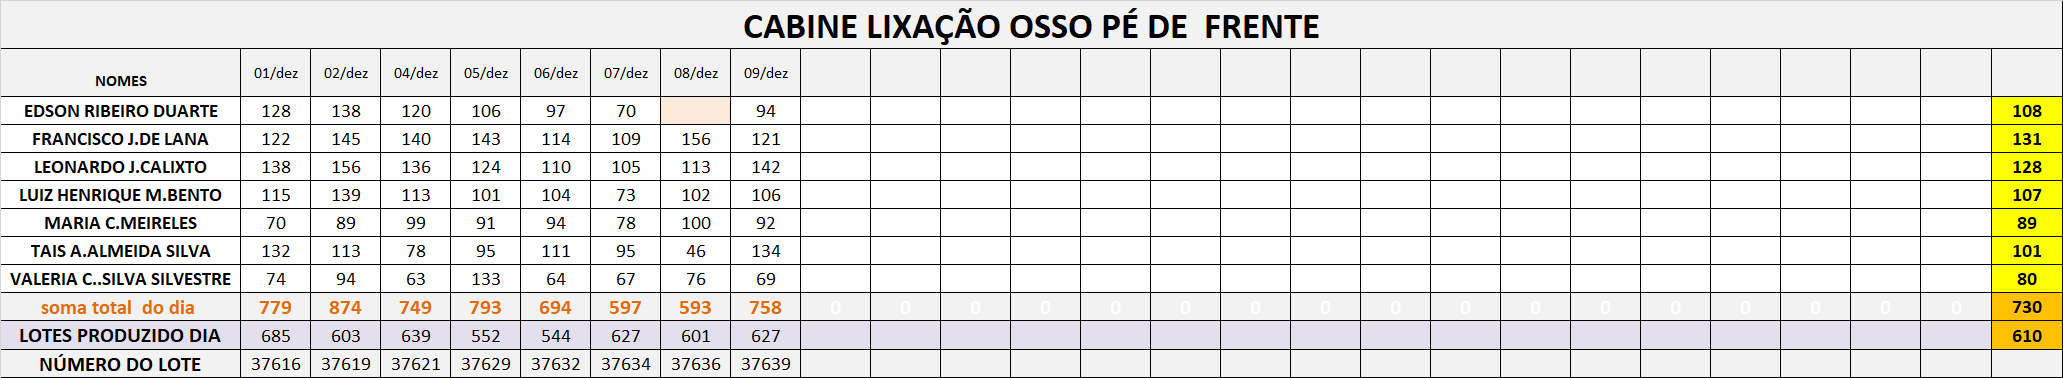 CABINE LIXAÇÃO OSSO PÉ DE  FRENTE
NOMES 01/dez 02/dez 04/dez 05/dez 06/dez 07/dez 08/dez 09/dez
EDSON RIBEIRO DUARTE 128 138 120 106 97 70 94 108
FRANCISCO J.DE LANA 122 145 140 143 114 109 156 121 131
LEONARDO J.CALIXTO 138 156 136 124 110 105 113 142 128
LUIZ HENRIQUE M.BENTO 115 139 113 101 104 73 102 106 107
MARIA C.MEIRELES 70 89 99 91 94 78 100 92 89
TAIS A.ALMEIDA SILVA 132 113 78 95 111 95 46 134 101
VALERIA C..SILVA SILVESTRE 74 94 63 133 64 67 76 69 80
soma total  do dia 779 874 749 793 694 597 593 758 0 0 0 0 0 0 0 0 0 0 0 0 0 0 0 0 0 730
LOTES PRODUZIDO DIA 685 603 639 552 544 627 601 627 610
NÚMERO DO LOTE 37616 37619 37621 37629 37632 37634 37636 37639